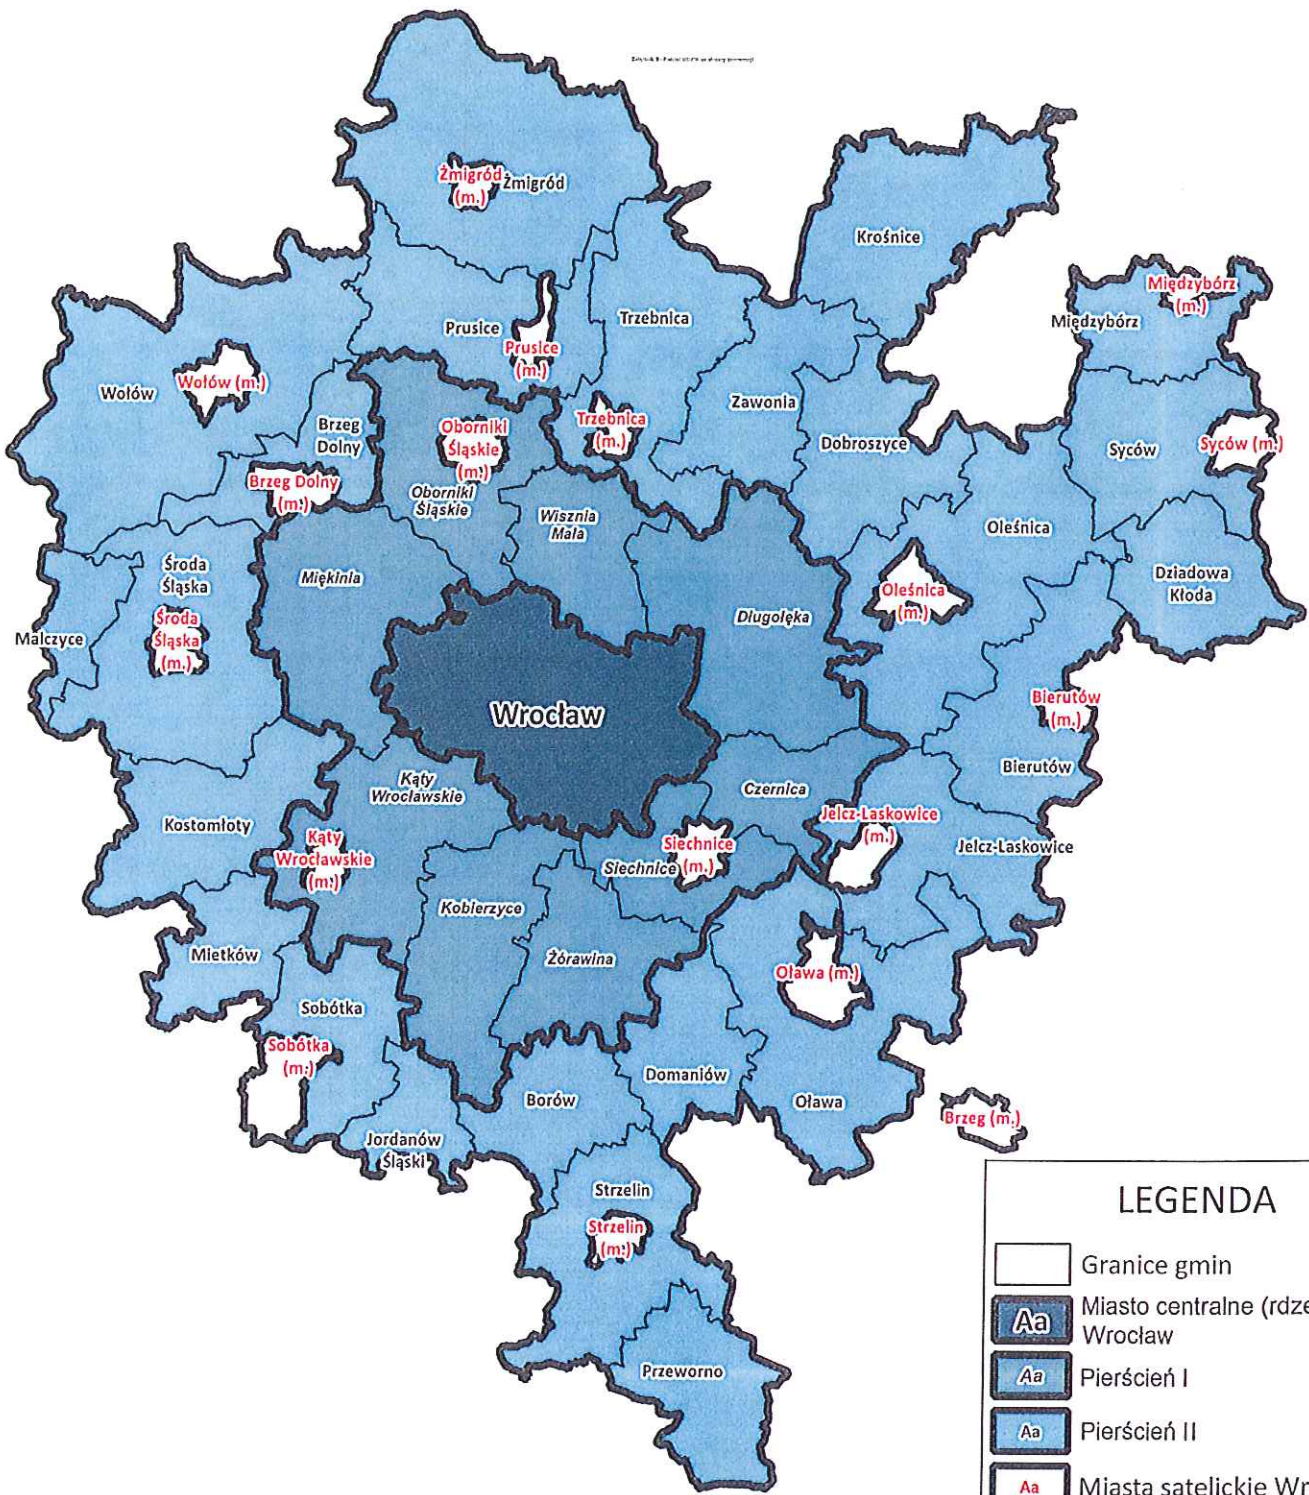 Żmigród
(m.)
Żmigród
Krośnice
Międzybórz
(m.)
Międzybórz
Trzebnica
Prusice
Prusice
(m.)
Wołów
Wołów (m.)
Zawonia
Brzeg
Dolny
Trzebnica
(m.)
Oborniki
Śląskie
(m.)
Dobroszyce
Syców
Syców (m.)
Brzeg Dolny
(m.)
Oborniki
Śląskie
Wisznia
Mała
Oleśnica
Środa
Śląska
Miękinia
Dziadowa
Kłoda
Oleśnica
(m.)
Długołęka
Malczyce
Środa
Śląska
(m.)
Wrocław
Bierutów
(m.)
Bierutów
Kąty
Wrocławskie
Czernica
Jelcz-Laskowice
(m.)
Kostomłoty
Kąty
Wrocławskie
(m.)
Siechnice
(m.)
Siechnice
Jelcz-Laskowice
Kobierzyce
Mietków
Żórawina
Oława (m.)
Sobótka
Sobótka
(m.)
Domaniów
Borów
Oława
Brzeg (m.)
Jordanów
Śląski
Strzelin
Strzelin
(m.)
Przeworno
LEGENDA
Granice gmin
Aa
Miasto centralne (rdze
Wrocław
Aa Pierścień I
Aa Pierścień II
Aa Miasta satelickie Wr